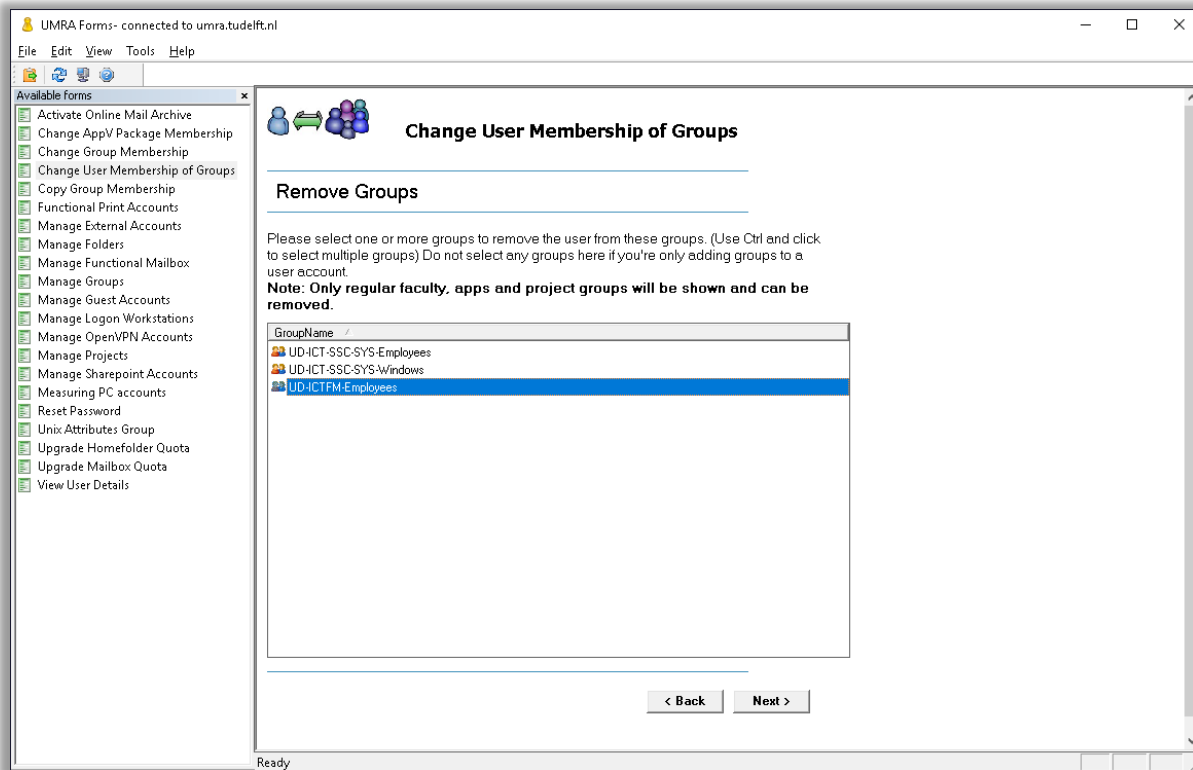 UMRA Forms- connected to umra.tudelft.nl
File Edit View Tools Help
Available forms
Activate Online Mail Archive
Change AppV Package Membership
Change Group Membership
Change User Membership of Groups
Copy Group Membership
Functional Print Accounts
Manage External Accounts
Manage Folders
Manage Functional Mailbox
Manage Groups
Manage Guest Accounts
Manage Logon Workstations
Manage OpenVPN Accounts
Manage Projects
Manage Sharepoint Accounts
Measuring PC accounts
Reset Password
Unix Attributes Group
Upgrade Homefolder Quota
Upgrade Mailbox Quota
View User Details
Change User Membership of Groups
Remove Groups
Please select one or more groups to remove the user from these groups. (Use Ctrl and click
to select multiple groups) Do not select any groups here if you're only adding groups to a
user account.
Note: Only regular faculty, apps and project groups will be shown and can be
removed.
GroupName
UD-ICT-SSC-SYS-Employees
UD-ICT-SSC-SYS-Windows
UD-ICTFM-Employees
< Back
Next >
Ready